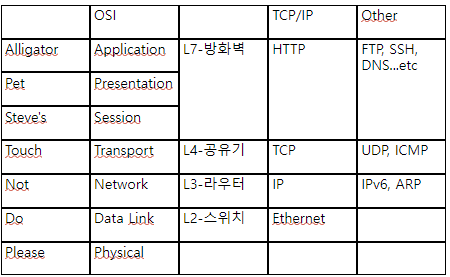 OSI TCP/IP Other
Alligator Application L7-방화벽 HTTP FTP, SSH,
DNS...etc
Pet Presentation
Steve's Session
Touch Transport L4-공유기 TCP UDP, ICMP
Not Network L3-라우터 IP IPv6, ARP
Do Data Link L2-스위치 Ethernet
Please Physical